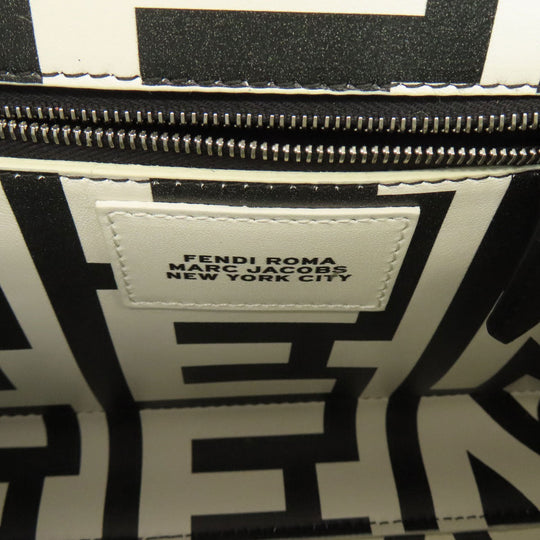 FENDI ROMA
MARC JACOBS
NEW YORK CITY